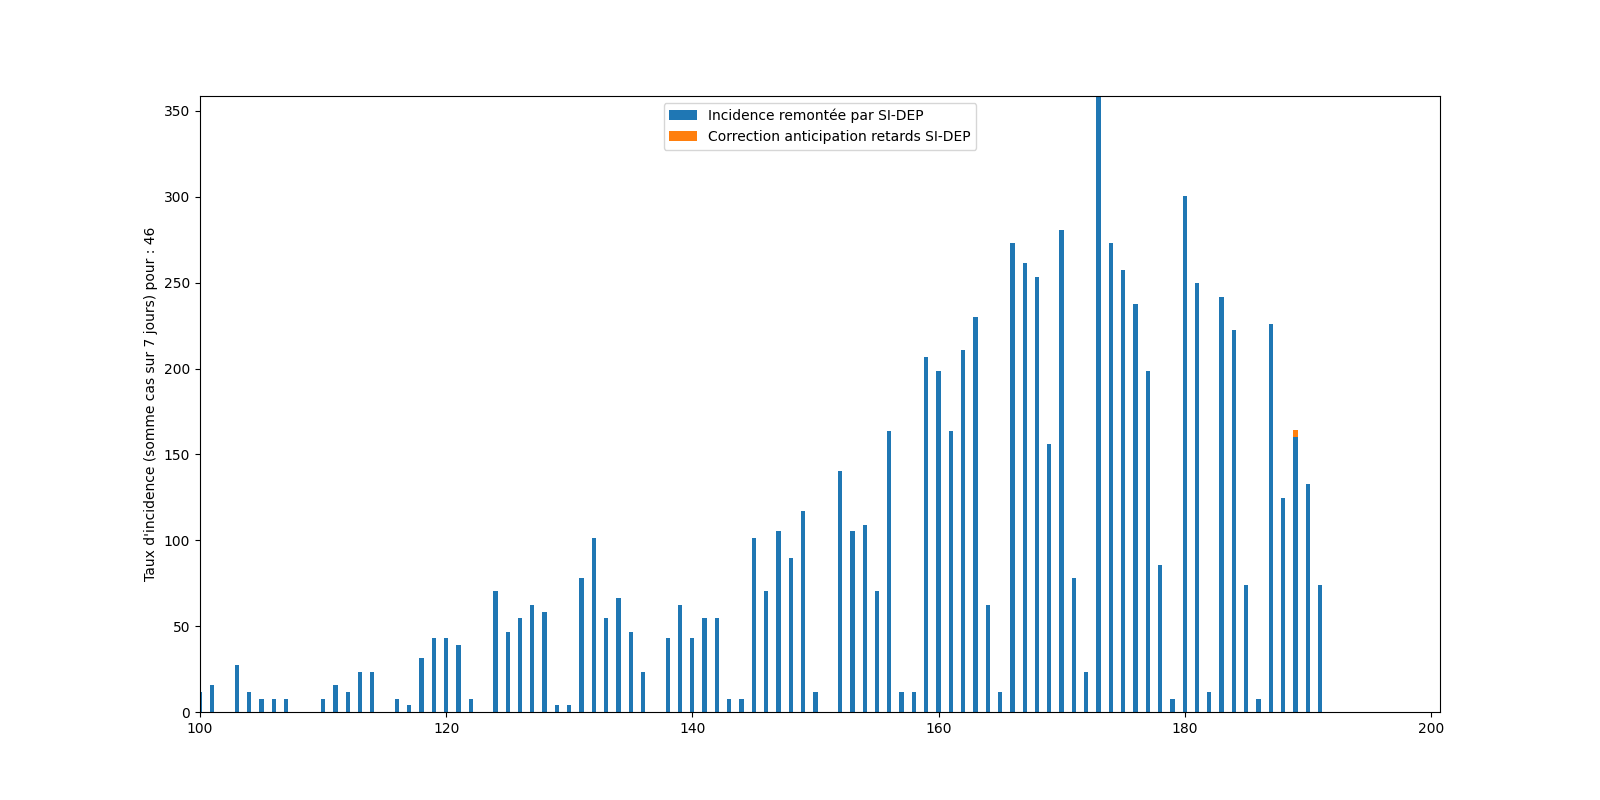 Incidence remontée par SI-DEP
Correction anticipation retards SI-DEP
Taux d'incidence (somme cas sur 7 jours) pour : 46
350
300
250
200
150
100
50
0
100 120 140 160 180 200